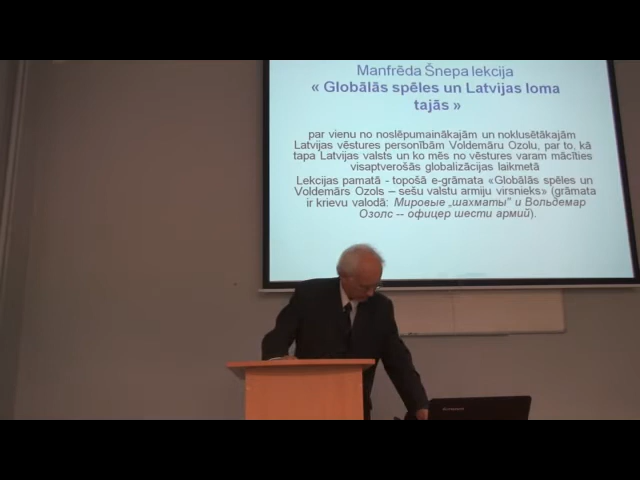 Manfrēda Šnepa lekcija
« Globālās spēles un Latvijas loma
tajās »
par vienu no noslēpumainākajām un noklusētākajām
Latvijas vēstures personībām Voldemāru Ozolu, par to, kā
tapa Latvijas valsts un ko mēs no vēstures varam mācīties
visaptverošās globalizācijas laikmetā
Lekcijas pamatā - topošā e-grāmata «Globālās spēles un
Voldemārs Ozols – sešu valstu armiju virsnieks» (grāmata
ir krievu valodā: Мировые „шахматы" и Вольдемар
Озолс -- офицер шести армий).